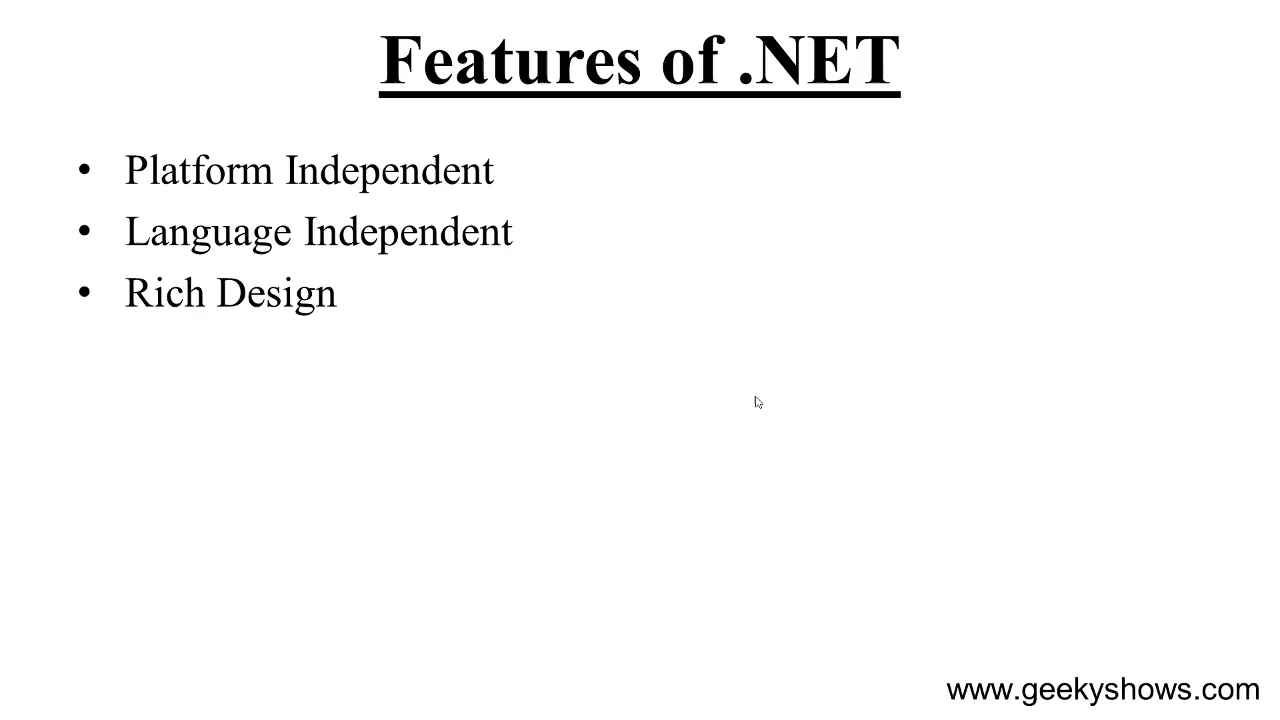 Features of .NET
• Platform Independent
• Language Independent
• Rich Design
www.geekyshows.com